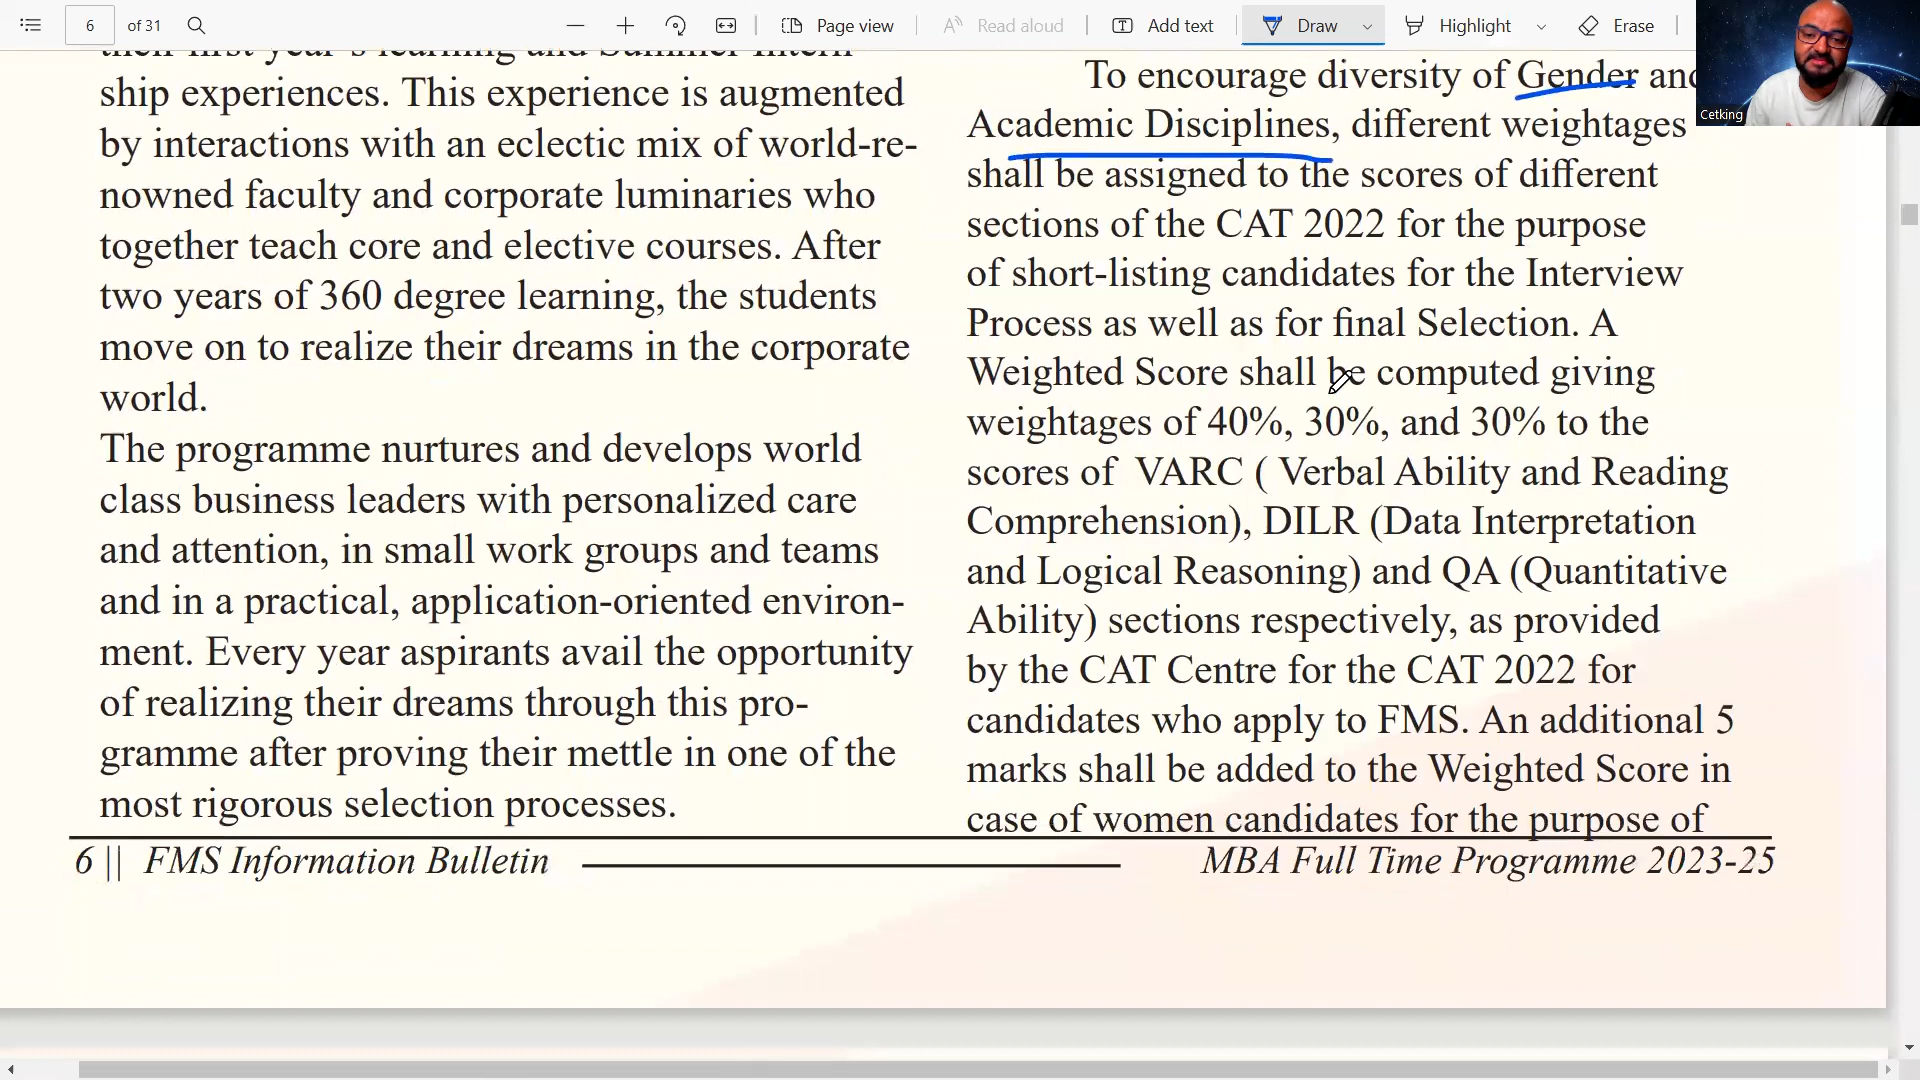 6 of 31 Page view Read aloud Add text Draw Highlight Erase
Cetking
their first year's learning and Summer Intern
ship experiences. This experience is augmented
by interactions with an eclectic mix of world-re-
nowned faculty and corporate luminaries who
together teach core and elective courses. After
two years of 360 degree learning, the students
move on to realize their dreams in the corporate
world.
The programme nurtures and develops world
class business leaders with personalized care
and attention, in small work groups and teams
and in a practical, application-oriented environ-
ment. Every year aspirants avail the opportunity
of realizing their dreams through this pro-
gramme after proving their mettle in one of the
most rigorous selection processes.
To encourage diversity of Gender and
Academic Disciplines, different weightages
shall be assigned to the scores of different
sections of the CAT 2022 for the purpose
of short-listing candidates for the Interview
Process as well as for final Selection. A
Weighted Score shall be computed giving
weightages of 40%, 30%, and 30% to the
scores of VARC ( Verbal Ability and Reading
Comprehension), DILR (Data Interpretation
and Logical Reasoning) and QA (Quantitative
Ability) sections respectively, as provided
by the CAT Centre for the CAT 2022 for
candidates who apply to FMS. An additional 5
marks shall be added to the Weighted Score in
case of women candidates for the purpose of
6 || FMS Information Bulletin MBA Full Time Programme 2023-25